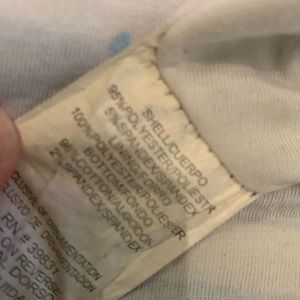 SHELL/CUERPO
95%POLYESTER/POLIESTER
5%SPANDEX/SPANDEX
LINING/FORRO
100%POLYESTER/POLIESTER
BOTTOM/FONDO
98%COTTON/ALGODON
2%SPANDEX/SPANDEX
EXCLUSIVE OF ORNAMENTATION
EXCLUSIVO DE ORNAMENTACION
RN # 39831